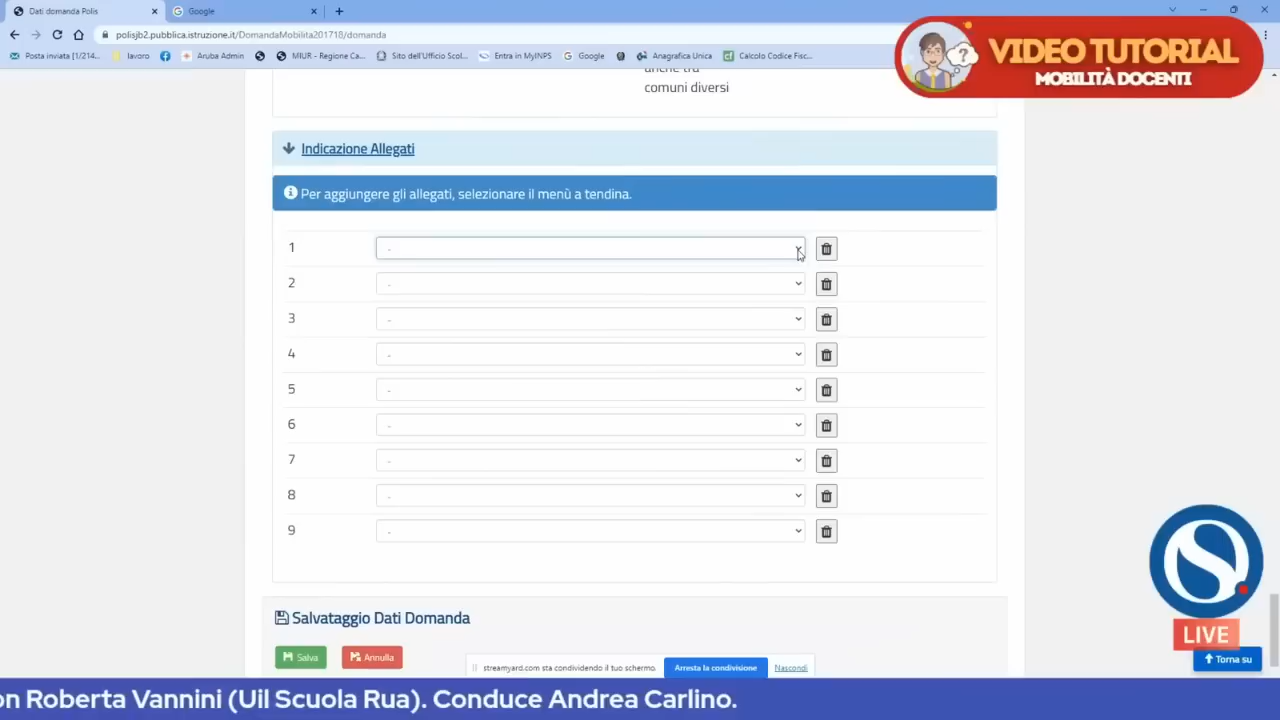 Dati domanda Polis
Google
polisjb2.pubblica.istruzione.it/DomandaMobilita201718/domanda
Posta inviata [1/214...
lavoro
Aruba Admin
MIUR - Regione Ca...
Sito dell'Ufficio Scol...
Entra in MyINPS
Google
Anagrafica Unica
Calcolo Codice Fisc...
VIDEO TUTORIAL
MOBILITÀ DOCENTI
anche tra
comuni diversi
Indicazione Allegati
Per aggiungere gli allegati, selezionare il menù a tendina.
1 -
2 -
3 -
4 -
5 -
6 -
7 -
8 -
9 -
Salvataggio Dati Domanda
Salva
Annulla
streamyard.com sta condividendo il tuo schermo.
Arresta la condivisione
Nascondi
LIVE
Torna su
on Roberta Vannini (Uil Scuola Rua). Conduce Andrea Carlino.